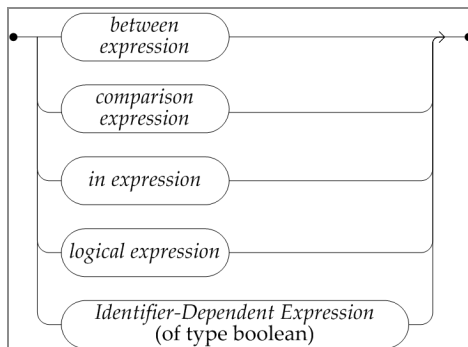 between
expression
comparison
expression
in expression
logical expression
Identifier-Dependent Expression
(of type boolean)